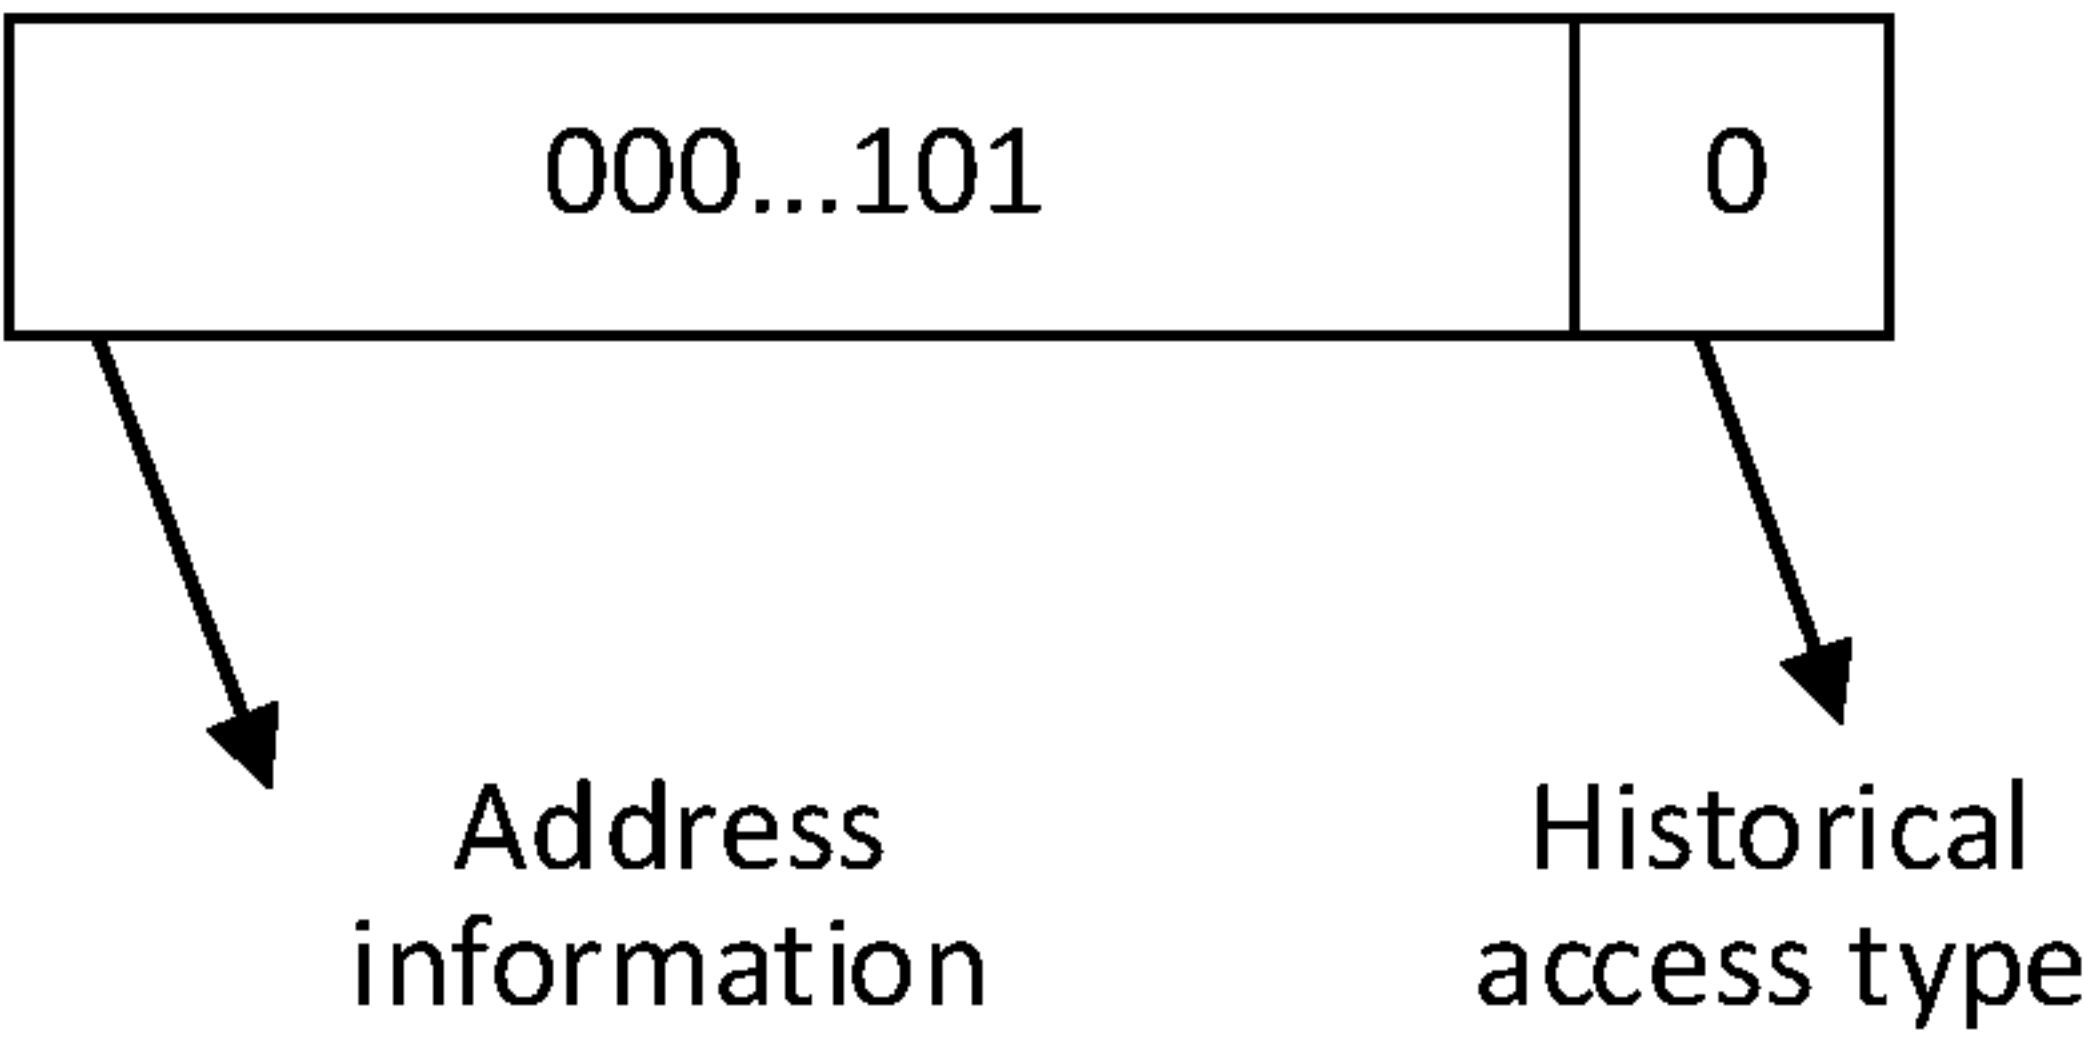 000...101
0
Address
information
Historical
access type